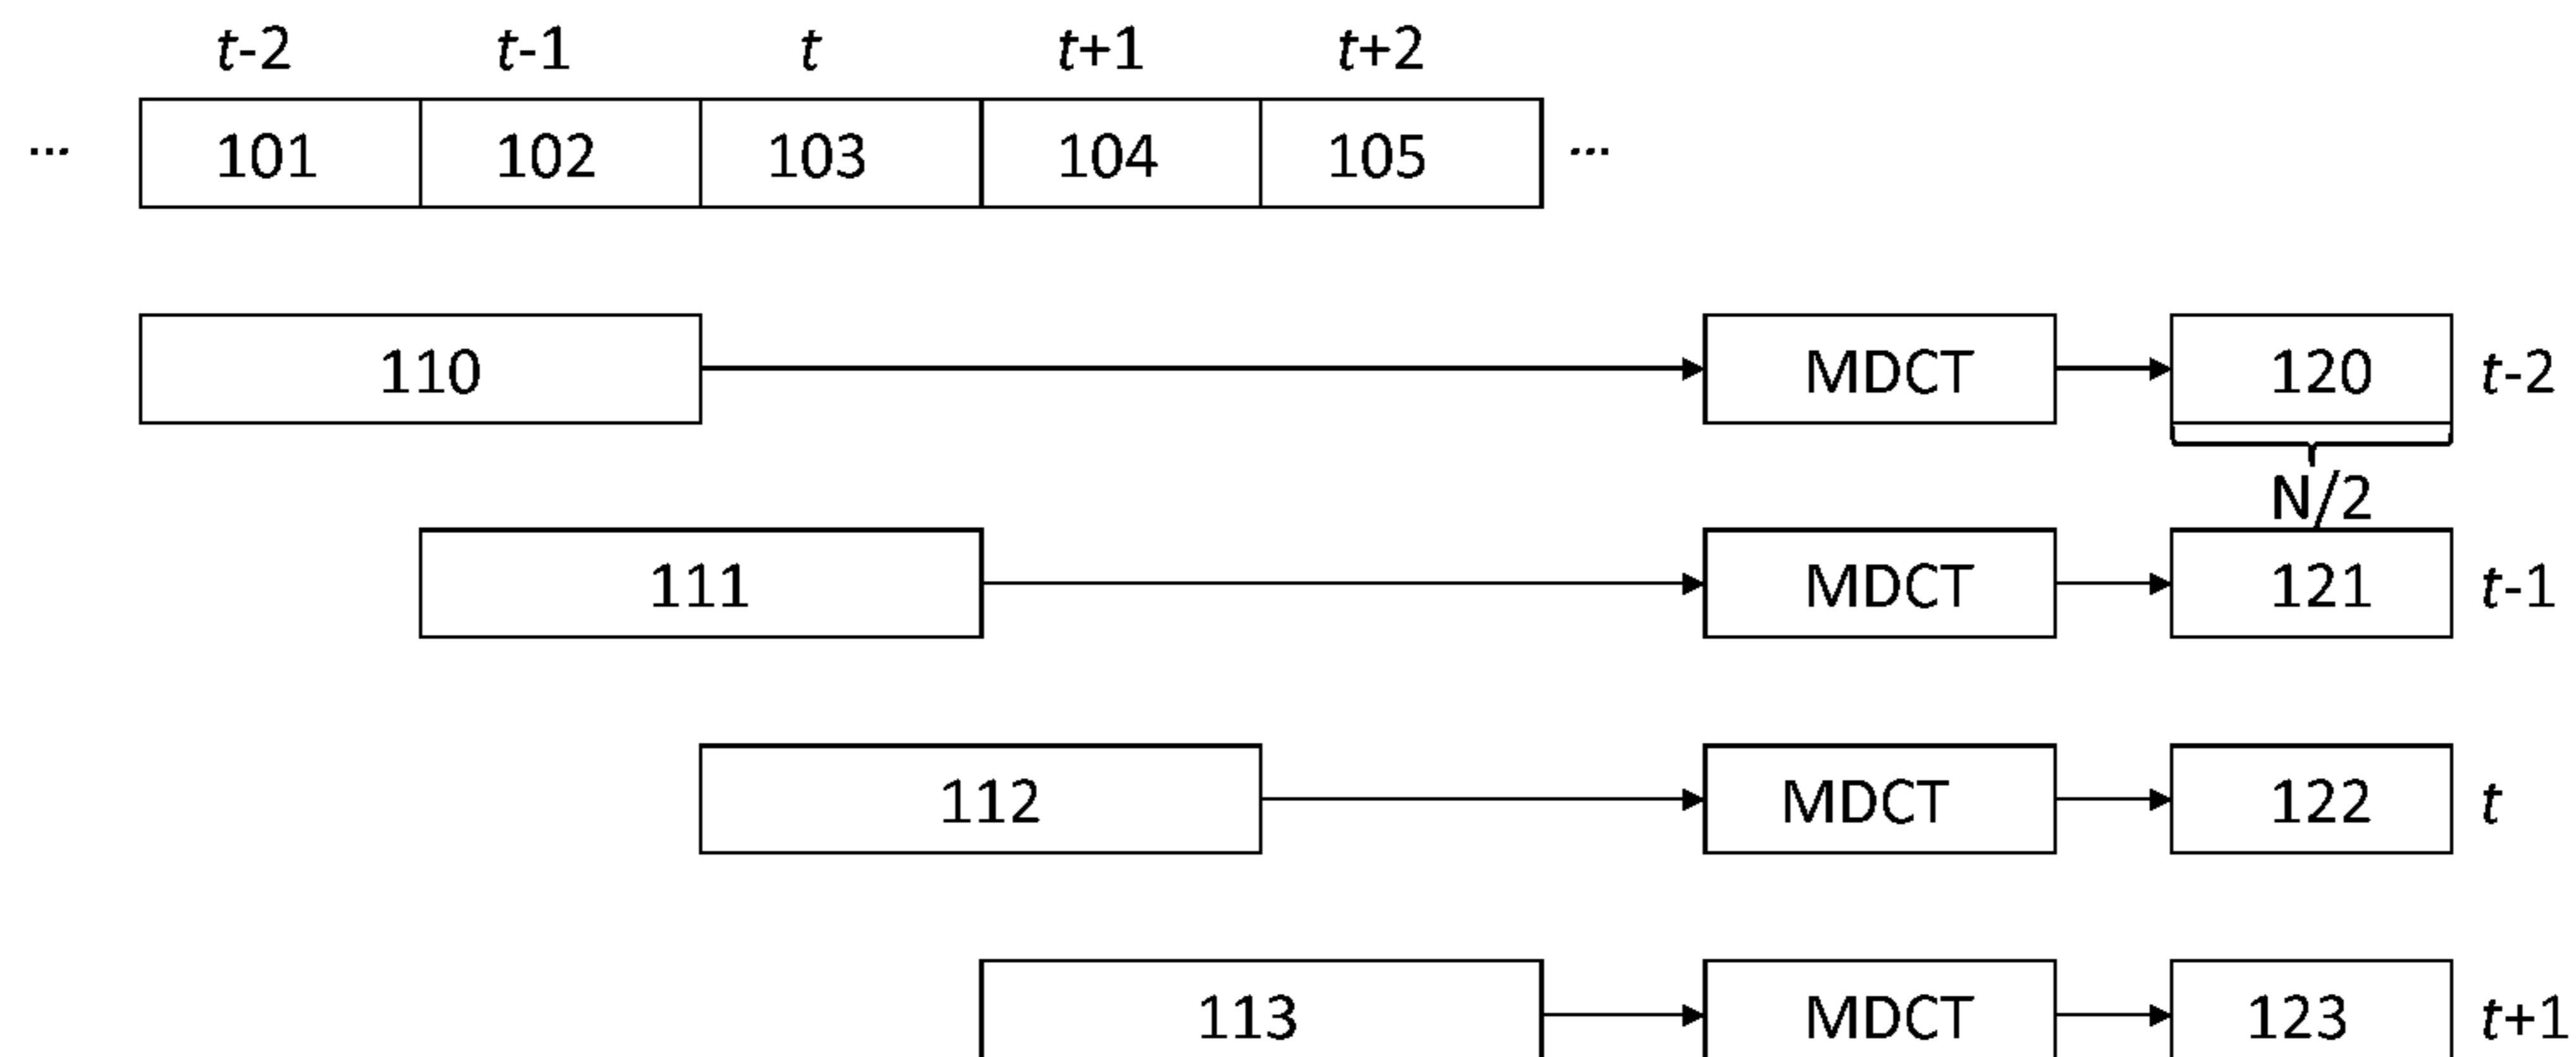 t-2 t-1 t t+1 t+2
... 101 102 103 104 105 ...
110 MDCT 120 t-2
N/2
111 MDCT 121 t-1
112 MDCT 122 t
113 MDCT 123 t+1